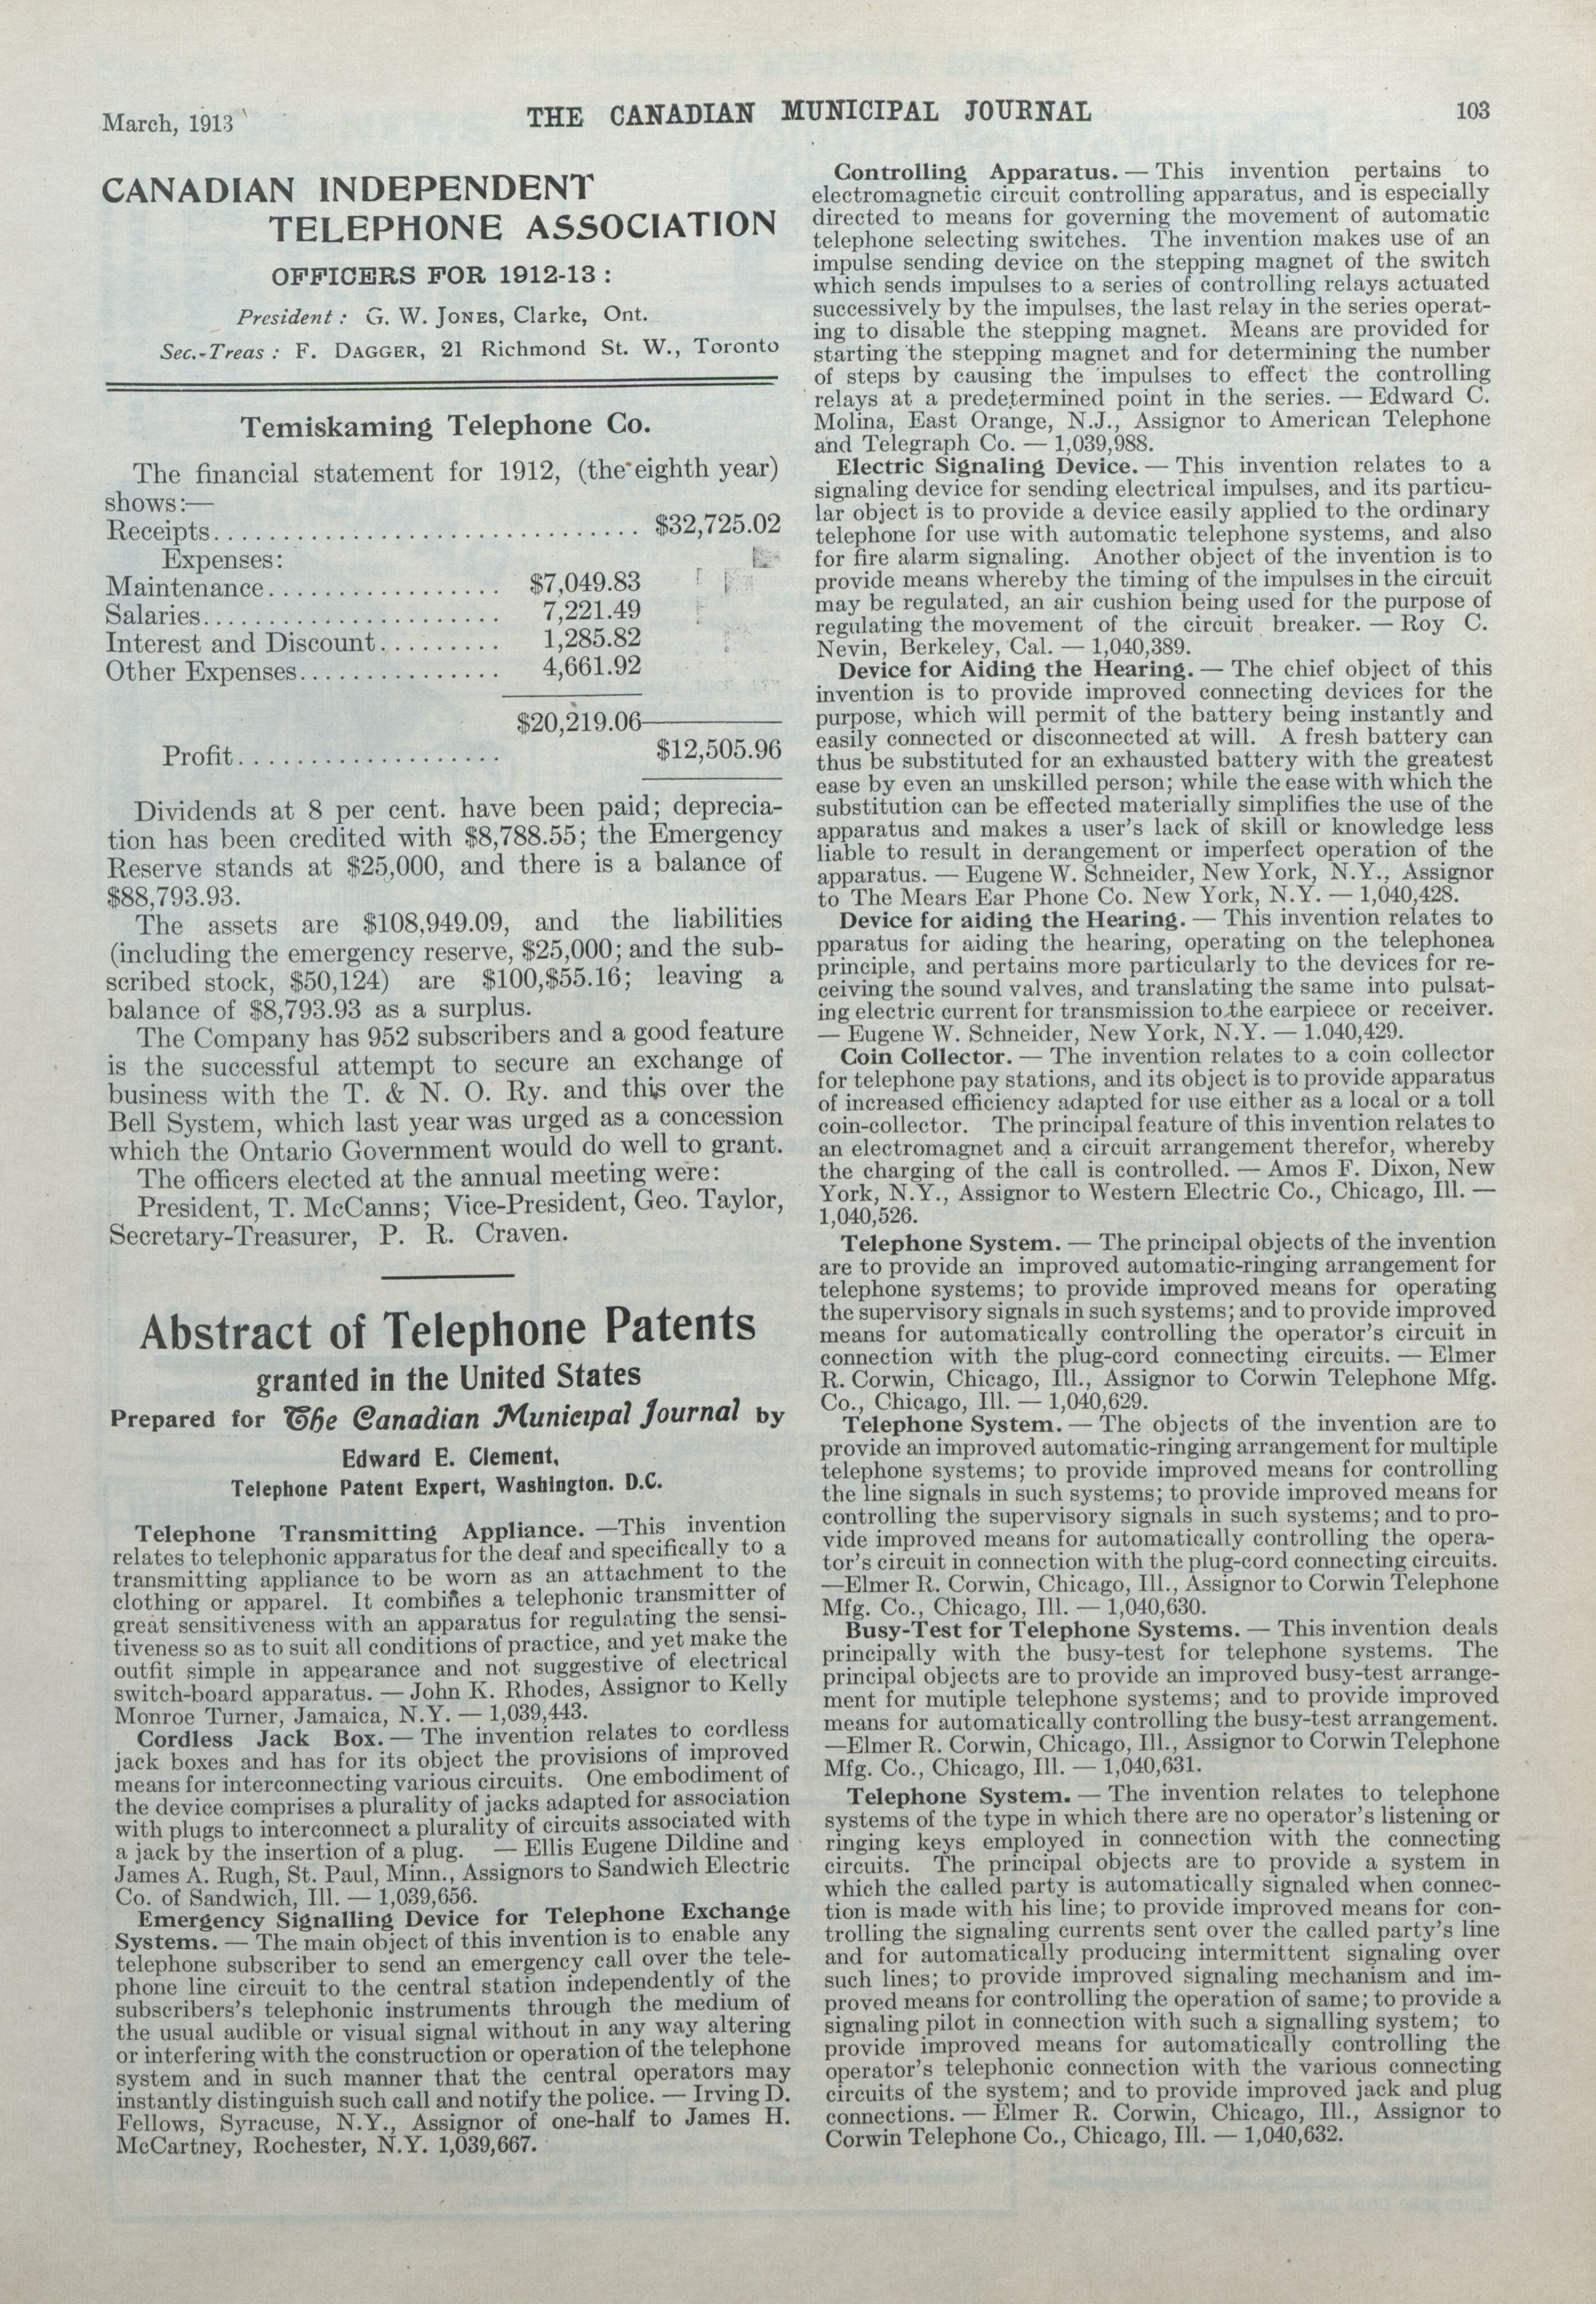 March, 1913
THE CANADIAN MUNICIPAL JOURNAL
103
CANADIAN INDEPENDENT
TELEPHONE ASSOCIATION
OFFICERS FOR 1912-13 :
President : G. W. JONES, Clarke, Ont.
Sec.-Treas : F. DAGGER, 21 Richmond St. W., Toronto
Temiskaming Telephone Co.
The financial statement for 1912, (the eighth year)
shows:—
Receipts................................ $32,725.02
Expenses:
Maintenance................. $7,049.83
Salaries...................... 7,221.49
Interest and Discount......... 1,285.82
Other Expenses............... 4,661.92
$20,219.06
Profit................... $12,505.96
Dividends at 8 per cent. have been paid; deprecia-
tion has been credited with $8,788.55; the Emergency
Reserve stands at $25,000, and there is a balance of
$88,793.93.
The assets are $108,949.09, and the liabilities
(including the emergency reserve, $25,000; and the sub-
scribed stock, $50,124) are $100,$55.16; leaving a
balance of $8,793.93 as a surplus.
The Company has 952 subscribers and a good feature
is the successful attempt to secure an exchange of
business with the T. & N. O. Ry. and this over the
Bell System, which last year was urged as a concession
which the Ontario Government would do well to grant.
The officers elected at the annual meeting were:
President, T. McCanns; Vice-President, Geo. Taylor,
Secretary-Treasurer, P. R. Craven.
Abstract of Telephone Patents
granted in the United States
Prepared for The Canadian Municipal Journal by
Edward E. Clement,
Telephone Patent Expert, Washington. D.C.
Telephone Transmitting Appliance. —This invention
relates to telephonic apparatus for the deaf and specifically to a
transmitting appliance to be worn as an attachment to the
clothing or apparel. It combines a telephonic transmitter of
great sensitiveness with an apparatus for regulating the sensi-
tiveness so as to suit all conditions of practice, and yet make the
outfit simple in appearance and not suggestive of electrical
switch-board apparatus. — John K. Rhodes, Assignor to Kelly
Monroe Turner, Jamaica, N.Y. — 1,039,443.
Cordless Jack Box. — The invention relates to cordless
jack boxes and has for its object the provisions of improved
means for interconnecting various circuits. One embodiment of
the device comprises a plurality of jacks adapted for association
with plugs to interconnect a plurality of circuits associated with
a jack by the insertion of a plug. — Ellis Eugene Dildine and
James A. Rugh, St. Paul, Minn., Assignors to Sandwich Electric
Co. of Sandwich, Ill. — 1,039,656.
Emergency Signalling Device for Telephone Exchange
Systems. — The main object of this invention is to enable any
telephone subscriber to send an emergency call over the tele-
phone line circuit to the central station independently of the
subscribers's telephonic instruments through the medium of
the usual audible or visual signal without in any way altering
or interfering with the construction or operation of the telephone
system and in such manner that the central operators may
instantly distinguish such call and notify the police. — Irving D.
Fellows, Syracuse, N.Y., Assignor of one-half to James H.
McCartney, Rochester, N.Y. 1,039,667.
Controlling Apparatus. — This invention pertains to
electromagnetic circuit controlling apparatus, and is especially
directed to means for governing the movement of automatic
telephone selecting switches. The invention makes use of an
impulse sending device on the stepping magnet of the switch
which sends impulses to a series of controlling relays actuated
successively by the impulses, the last relay in the series operat-
ing to disable the stepping magnet. Means are provided for
starting the stepping magnet and for determining the number
of steps by causing the impulses to effect the controlling
relays at a predetermined point in the series. — Edward C.
Molina, East Orange, N.J., Assignor to American Telephone
and Telegraph Co. — 1,039,988.
Electric Signaling Device. — This invention relates to a
signaling device for sending electrical impulses, and its particu-
lar object is to provide a device easily applied to the ordinary
telephone for use with automatic telephone systems, and also
for fire alarm signaling. Another object of the invention is to
provide means whereby the timing of the impulses in the circuit
may be regulated, an air cushion being used for the purpose of
regulating the movement of the circuit breaker. — Roy C.
Nevin, Berkeley, Cal. — 1,040,389.
Device for Aiding the Hearing. — The chief object of this
invention is to provide improved connecting devices for the
purpose, which will permit of the battery being instantly and
easily connected or disconnected at will. A fresh battery can
thus be substituted for an exhausted battery with the greatest
ease by even an unskilled person; while the ease with which the
substitution can be effected materially simplifies the use of the
apparatus and makes a user's lack of skill or knowledge less
liable to result in derangement or imperfect operation of the
apparatus. — Eugene W. Schneider, New York, N.Y., Assignor
to The Mears Ear Phone Co. New York, N.Y. — 1,040,428.
Device for aiding the Hearing. — This invention relates to
pparatus for aiding the hearing, operating on the telephonea
principle, and pertains more particularly to the devices for re-
ceiving the sound valves, and translating the same into pulsat-
ing electric current for transmission to the earpiece or receiver.
— Eugene W. Schneider, New York, N.Y. — 1.040,429.
Coin Collector. — The invention relates to a coin collector
for telephone pay stations, and its object is to provide apparatus
of increased efficiency adapted for use either as a local or a toll
coin-collector. The principal feature of this invention relates to
an electromagnet and a circuit arrangement therefor, whereby
the charging of the call is controlled. — Amos F. Dixon, New
York, N.Y., Assignor to Western Electric Co., Chicago, Ill. —
1,040,526.
Telephone System. — The principal objects of the invention
are to provide an improved automatic-ringing arrangement for
telephone systems; to provide improved means for operating
the supervisory signals in such systems; and to provide improved
means for automatically controlling the operator's circuit in
connection with the plug-cord connecting circuits. — Elmer
R. Corwin, Chicago, Ill., Assignor to Corwin Telephone Mfg.
Co., Chicago, Ill. — 1,040,629.
Telephone System. — The objects of the invention are to
provide an improved automatic-ringing arrangement for multiple
telephone systems; to provide improved means for controlling
the line signals in such systems; to provide improved means for
controlling the supervisory signals in such systems; and to pro-
vide improved means for automatically controlling the opera-
tor's circuit in connection with the plug-cord connecting circuits.
—Elmer R. Corwin, Chicago, Ill., Assignor to Corwin Telephone
Mfg. Co., Chicago, Ill. — 1,040,630.
Busy-Test for Telephone Systems. — This invention deals
principally with the busy-test for telephone systems. The
principal objects are to provide an improved busy-test arrange-
ment for mutiple telephone systems; and to provide improved
means for automatically controlling the busy-test arrangement.
—Elmer R. Corwin, Chicago, Ill., Assignor to Corwin Telephone
Mfg. Co., Chicago, Ill. — 1,040,631.
Telephone System. — The invention relates to telephone
systems of the type in which there are no operator's listening or
ringing keys employed in connection with the connecting
circuits. The principal objects are to provide a system in
which the called party is automatically signaled when connec-
tion is made with his line; to provide improved means for con-
trolling the signaling currents sent over the called party's line
and for automatically producing intermittent signaling over
such lines; to provide improved signaling mechanism and im-
proved means for controlling the operation of same; to provide a
signaling pilot in connection with such a signalling system; to
provide improved means for automatically controlling the
operator's telephonic connection with the various connecting
circuits of the system; and to provide improved jack and plug
connections. — Elmer R. Corwin, Chicago, Ill., Assignor to
Corwin Telephone Co., Chicago, Ill. — 1,040,632.